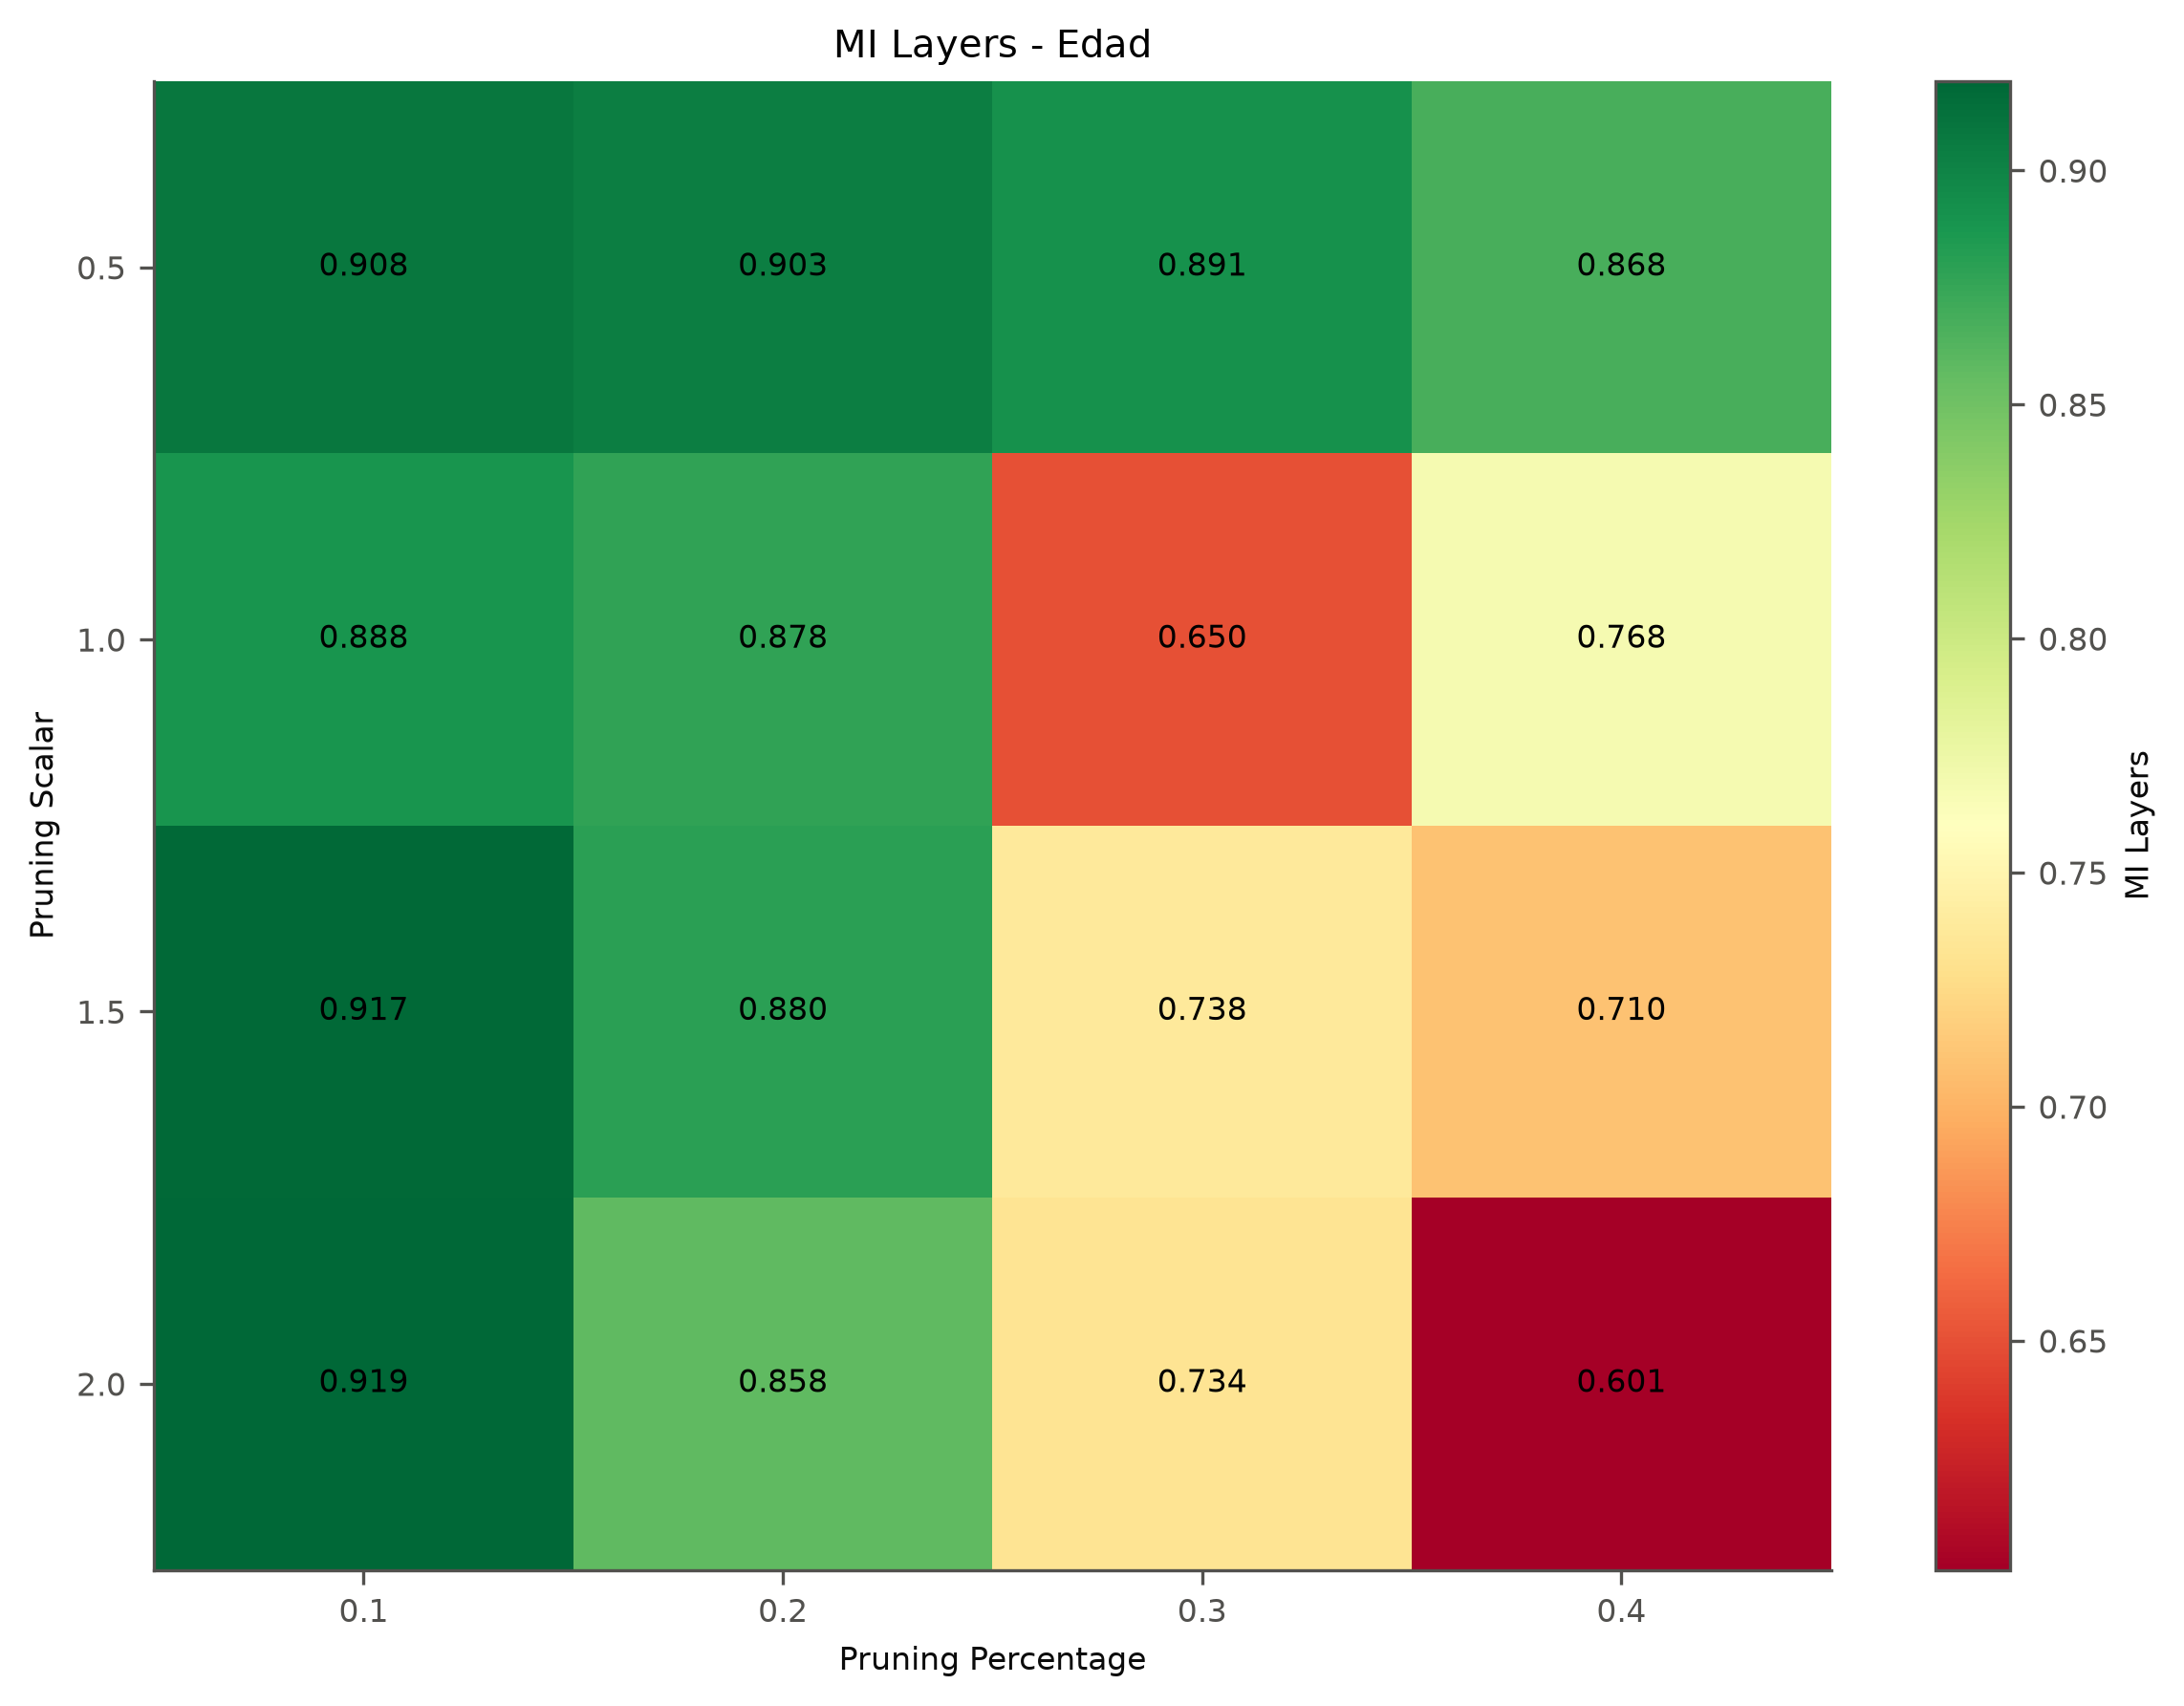 MI Layers - Edad
0.5 0.908 0.903 0.891 0.868
1.0 0.888 0.878 0.650 0.768
1.5 0.917 0.880 0.738 0.710
2.0 0.919 0.858 0.734 0.601
0.1 0.2 0.3 0.4
Pruning Percentage
Pruning Scalar
0.90
0.85
0.80
0.75
0.70
0.65
MI Layers